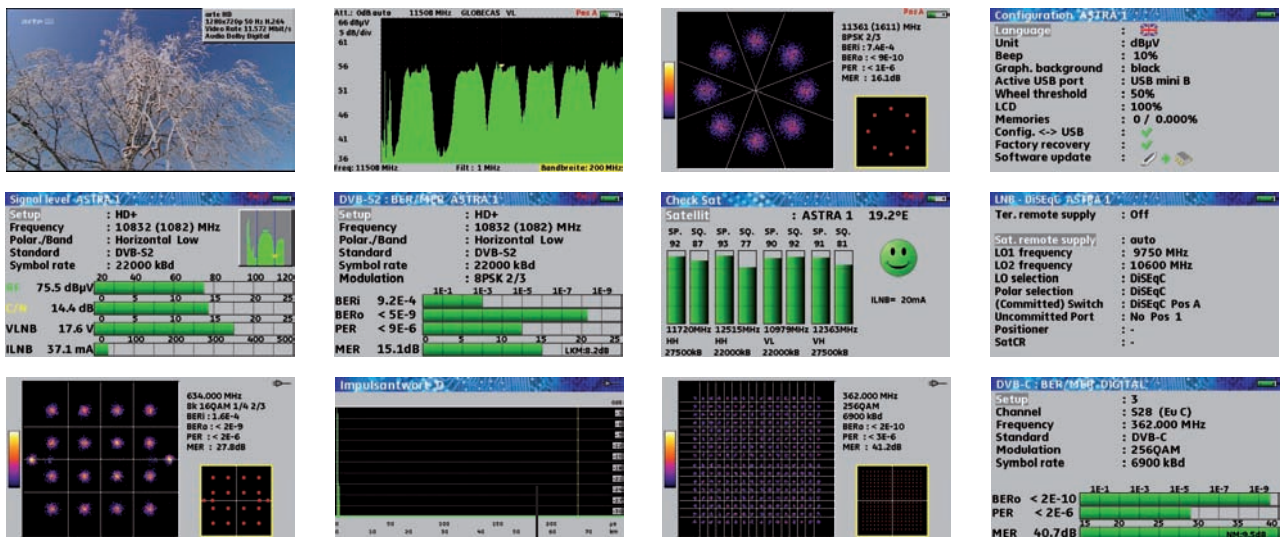 arte HD
1280x720p 50 Hz H.264
Video Rate 11.572 Mbit/s
Audio Dolby Digital
Att.: 0dB auto 11508 MHz GLOBECAS VL Pos A
66 dBµV
5 dB/div
61
56
51
46
41
36
Freq: 11508 MHz Filt : 1 MHz Bandbreite: 200 MHz
Pos A
11361 (1611) MHz
8PSK 2/3
BERi : 7.4E-4
BERo : < 9E-10
PER : < 1E-6
MER : 16.1dB
Configuration ASTRA 1
Language :
Unit : dBµV
Beep : 10%
Graph. background : black
Active USB port : USB mini B
Wheel threshold : 50%
LCD : 100%
Memories : 0 / 0.000%
Config. <-> USB :
Factory recovery :
Software update :
Signal level ASTRA 1
Setup : HD+
Frequency : 10832 (1082) MHz
Polar./Band : Horizontal Low
Standard : DVB-S2
Symbol rate : 22000 kBd
20 40 60 80 100 120
RF 75.5 dBµV
0 5 10 15 20 25
C/N 14.4 dB
0 5 10 15 20 25
VLNB 17.6 V
0 100 200 300 400 500
ILNB 37.1 mA
DVB-S2 : BER/MER ASTRA 1
Setup : HD+
Frequency : 10832 (1082) MHz
Polar./Band : Horizontal Low
Standard : DVB-S2
Symbol rate : 22000 kBd
Modulation : 8PSK 2/3
1E-1 1E-3 1E-5 1E-7 1E-9
BERi 9.2E-4
BERo < 5E-9
PER < 9E-6
0 5 10 15 20 25
MER 15.1dB LKM:8.2dB
Check Sat
Satellit : ASTRA 1 19.2°E
SP. SQ. SP. SQ. SP. SQ. SP. SQ.
92 87 93 77 90 92 91 81
ILNB= 20mA
11720MHz 12515MHz 10979MHz 12363MHz
HH HH VL VH
27500kB 22000kB 22000kB 27500kB
LNB - DiSEqC ASTRA 1
Ter. remote supply : Off
Sat. remote supply : auto
LO1 frequency : 9750 MHz
LO2 frequency : 10600 MHz
LO selection : DiSEqC
Polar selection : DiSEqC
(Committed) Switch : DiSEqC Pos A
Uncommitted Port : No Pos 1
Positioner : -
SatCR : -
634.000 MHz
8k 16QAM 1/4 2/3
BERi : 1.6E-4
BERo : < 2E-9
PER : < 2E-6
MER : 27.8dB
Impulsantwort D
362.000 MHz
256QAM
6900 kBd
BERo : < 2E-10
PER : < 3E-6
MER : 41.2dB
DVB-C : BER/MER DIGITAL
Setup : 3
Channel : S28 (Eu C)
Frequency : 362.000 MHz
Standard : DVB-C
Modulation : 256QAM
Symbol rate : 6900 kBd
1E-1 1E-3 1E-5 1E-7 1E-9
BERo < 2E-10
PER < 2E-6
15 20 25 30 35 40
MER 40.7dB NM:9.5dB